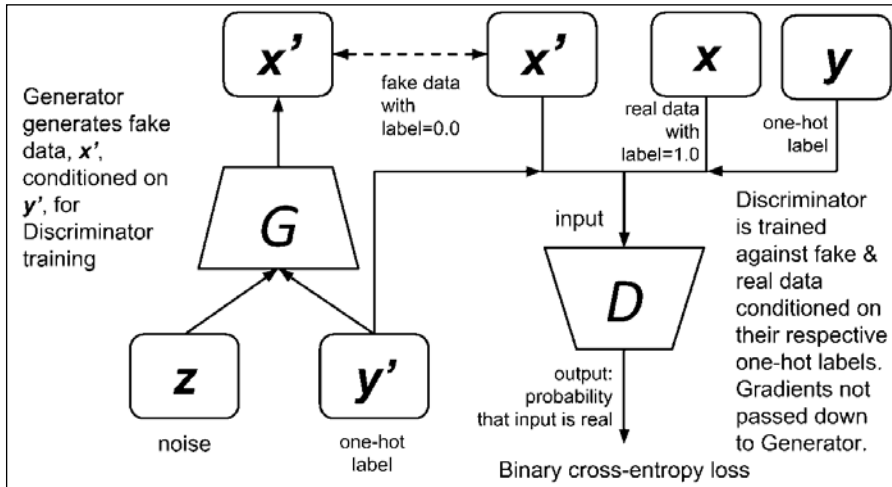 x’
x’
x
y
fake data
with
label=0.0
real data
with
label=1.0
one-hot
label
Generator
generates fake
data, x’,
conditioned on
y’, for
Discriminator
training
G
input
D
Discriminator
is trained
against fake &
real data
conditioned on
their respective
one-hot labels.
Gradients not
passed down
to Generator.
z
y’
noise
one-hot
label
output:
probability
that input is real
Binary cross-entropy loss